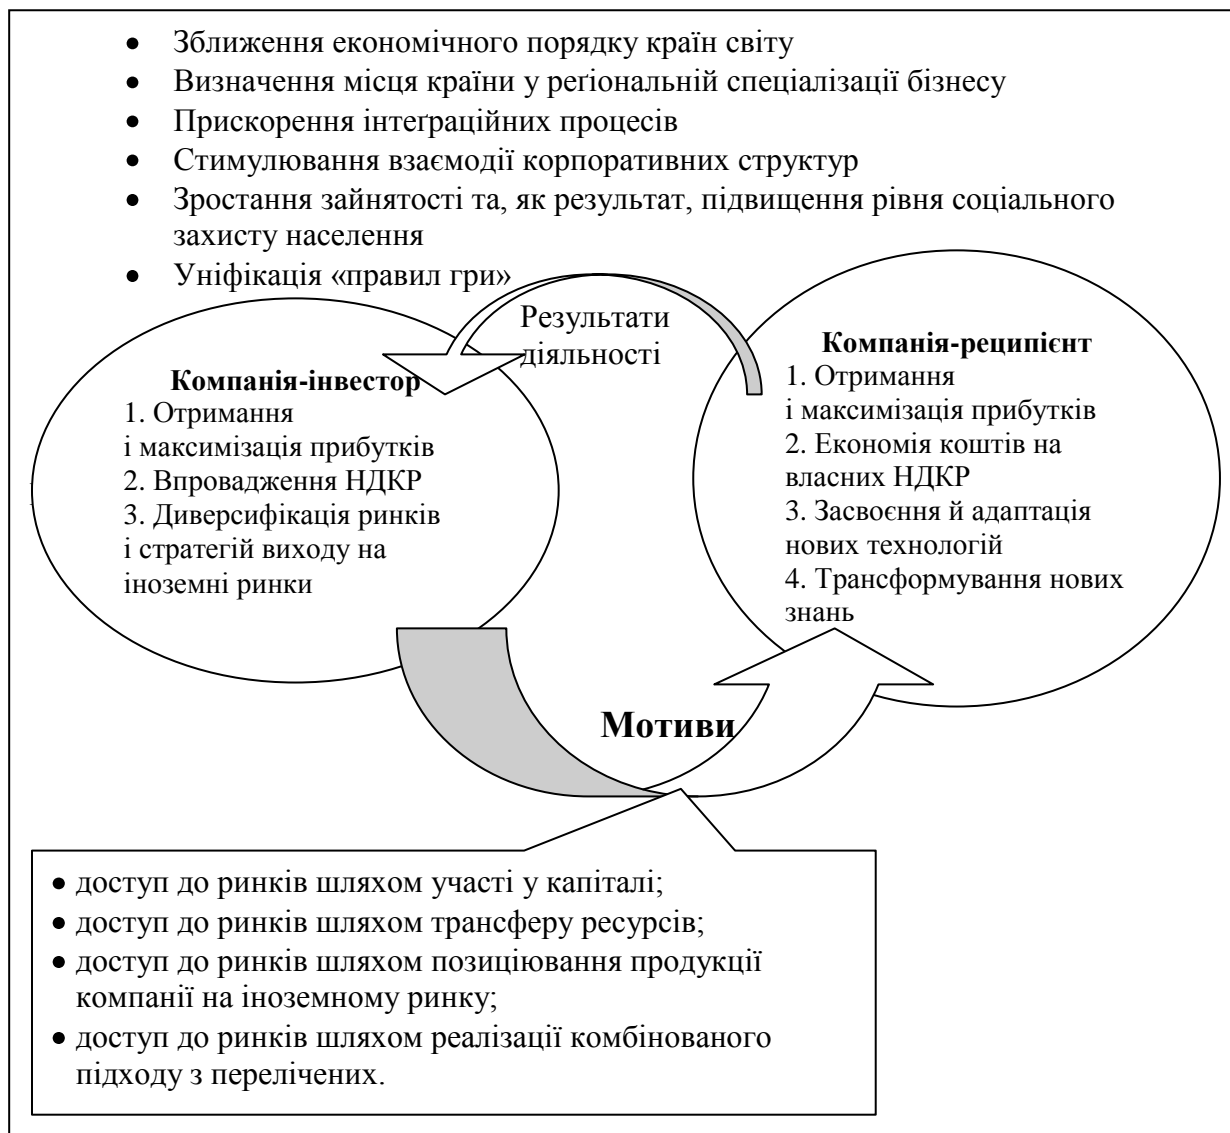 • Зближення економічного порядку країн світу
• Визначення місця країни у реґіональній спеціалізації бізнесу
• Прискорення інтеґраційних процесів
• Стимулювання взаємодії корпоративних структур
• Зростання зайнятості та, як результат, підвищення рівня соціального
захисту населення
• Уніфікація «правил гри»
Результати
діяльності
Компанія-інвестор
1. Отримання
і максимізація прибутків
2. Впровадження НДКР
3. Диверсифікація ринків
і стратегій виходу на
іноземні ринки
Компанія-реципієнт
1. Отримання
і максимізація прибутків
2. Економія коштів на
власних НДКР
3. Засвоєння й адаптація
нових технологій
4. Трансформування нових
знань
Мотиви
• доступ до ринків шляхом участі у капіталі;
• доступ до ринків шляхом трансферу ресурсів;
• доступ до ринків шляхом позиціювання продукції
компанії на іноземному ринку;
• доступ до ринків шляхом реалізації комбінованого
підходу з перелічених.